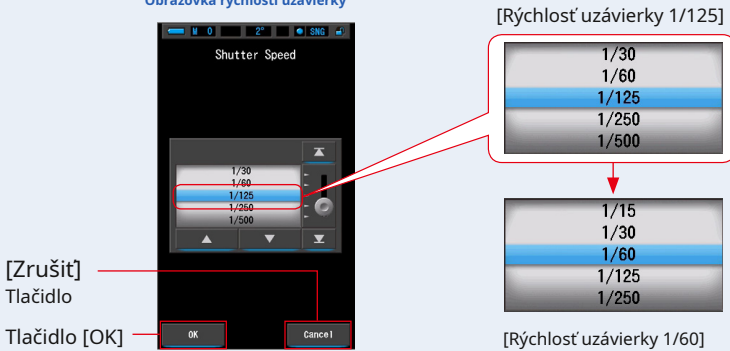 Obrazovka rýchlosti uzávierky
M 0 2° SNG
Shutter Speed
1/30
1/60
1/125
1/250
1/500
OK
Cancel
[Zrušiť]
Tlačidlo
Tlačidlo [OK]
[Rýchlosť uzávierky 1/125]
1/30
1/60
1/125
1/250
1/500
1/15
1/30
1/60
1/125
1/250
[Rýchlosť uzávierky 1/60]